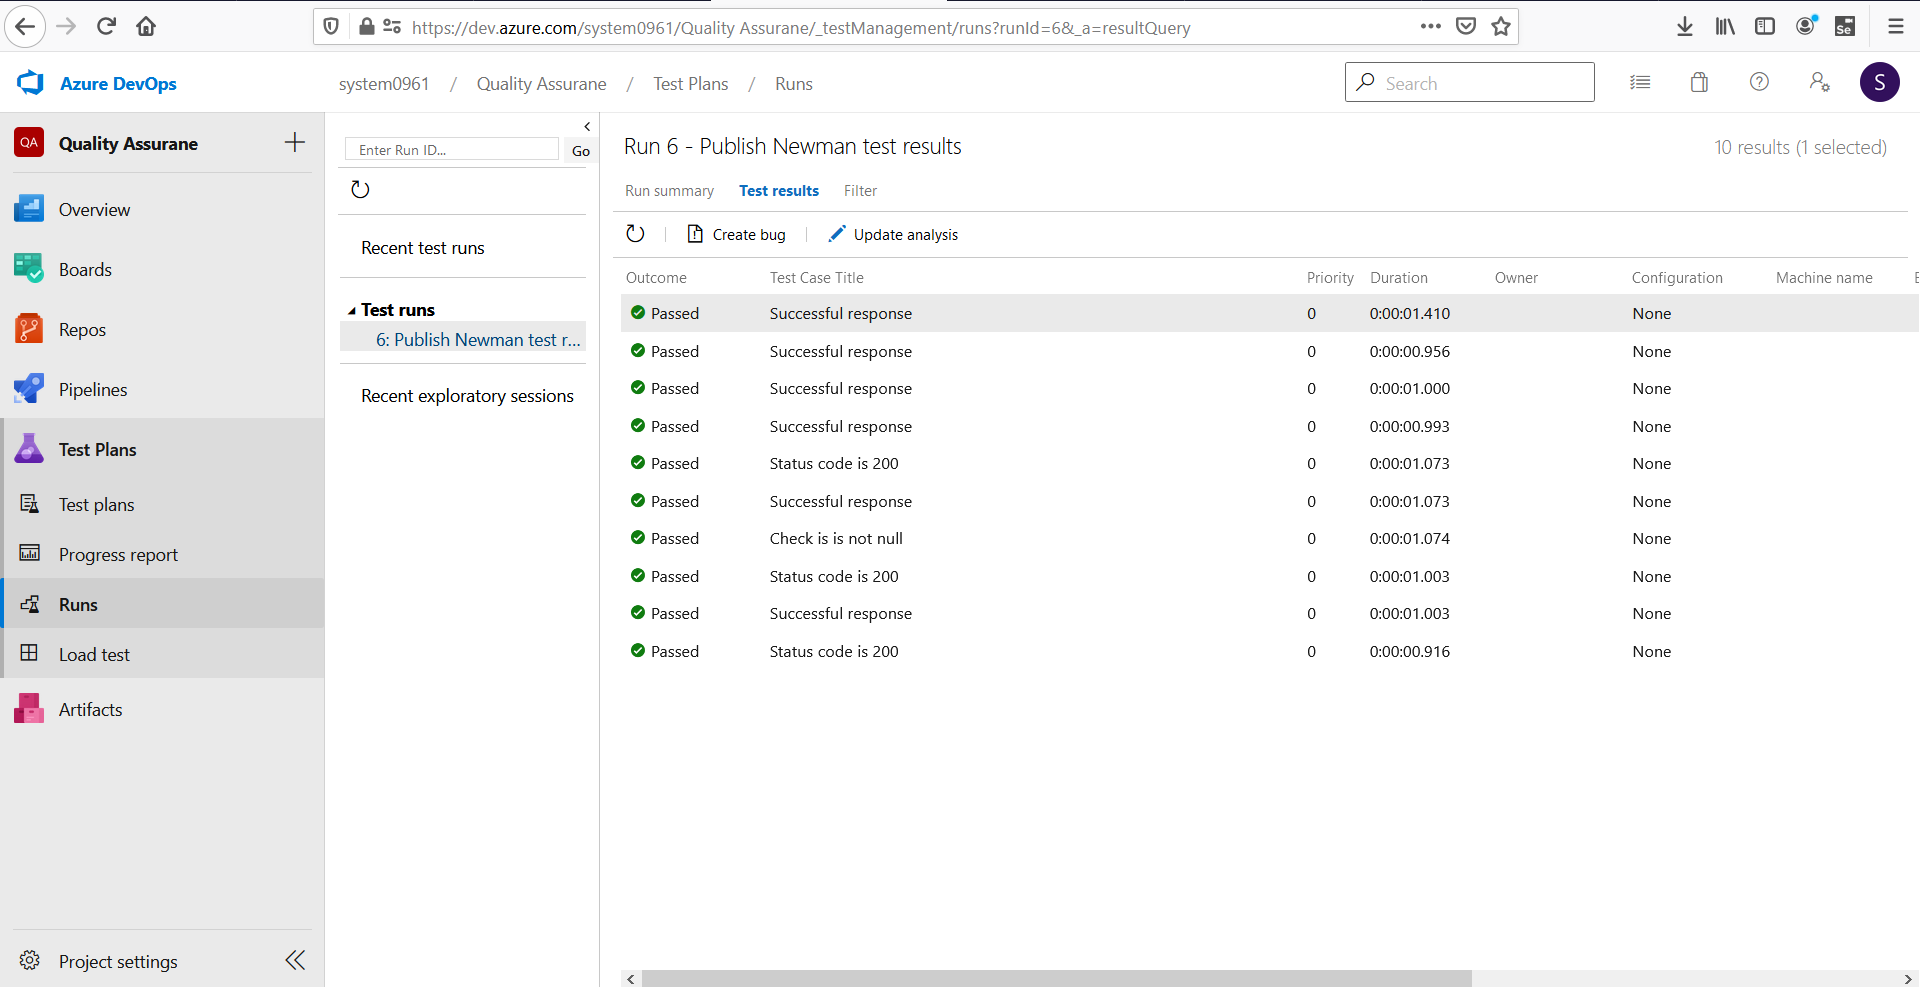 https://dev.azure.com/system0961/Quality Assurane/_testManagement/runs?runId=6&_a=resultQuery
Se
Azure DevOps
system0961 / Quality Assurane / Test Plans / Runs
Search
S
QA Quality Assurane
Overview
Boards
Repos
Pipelines
Test Plans
Test plans
Progress report
Runs
Load test
Artifacts
Project settings
Enter Run ID... Go
Recent test runs
Test runs
6: Publish Newman test r...
Recent exploratory sessions
Run 6 - Publish Newman test results
10 results (1 selected)
Run summary Test results Filter
Create bug Update analysis
Outcome Test Case Title Priority Duration Owner Configuration Machine name
Passed Successful response 0 0:00:01.410 None
Passed Successful response 0 0:00:00.956 None
Passed Successful response 0 0:00:01.000 None
Passed Successful response 0 0:00:00.993 None
Passed Status code is 200 0 0:00:01.073 None
Passed Successful response 0 0:00:01.073 None
Passed Check is is not null 0 0:00:01.074 None
Passed Status code is 200 0 0:00:01.003 None
Passed Successful response 0 0:00:01.003 None
Passed Status code is 200 0 0:00:00.916 None